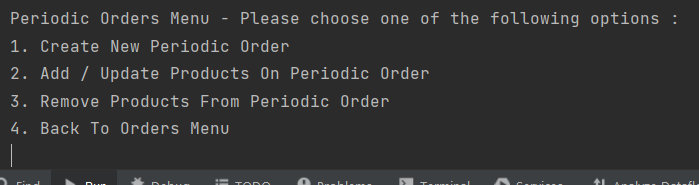 Periodic Orders Menu - Please choose one of the following options :
1. Create New Periodic Order
2. Add / Update Products On Periodic Order
3. Remove Products From Periodic Order
4. Back To Orders Menu
Find Run Debug TODO Problems Terminal Services Analyze Dataflo